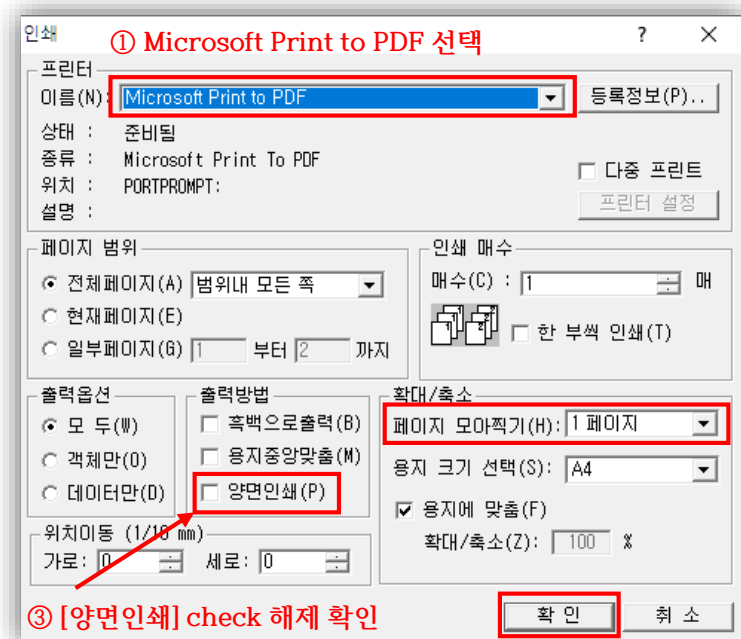 인쇄
① Microsoft Print to PDF 선택
? ×
프린터
이름(N): Microsoft Print to PDF 등록정보(P)..
상태 : 준비됨
종류 : Microsoft Print To PDF
위치 : PORTPROMPT:
다중 프린트
설명 :
프린터 설정
페이지 범위
전체페이지(A) 범위내 모든 쪽
현재페이지(E)
일부페이지(G) 1 부터 2 까지
인쇄 매수
매수(C) : 1 매
1 1 2 2
한 부씩 인쇄(T)
출력옵션
모 두(W)
객체만(O)
데이터만(D)
출력방법
흑백으로출력(B)
용지중앙맞춤(M)
양면인쇄(P)
확대/축소
페이지 모아찍기(H): 1 페이지
용지 크기 선택(S): A4
용지에 맞춤(F)
확대/축소(Z): 100 %
위치이동 (1/10 mm)
가로: 0 세로: 0
③ [양면인쇄] check 해제 확인
확 인 취 소